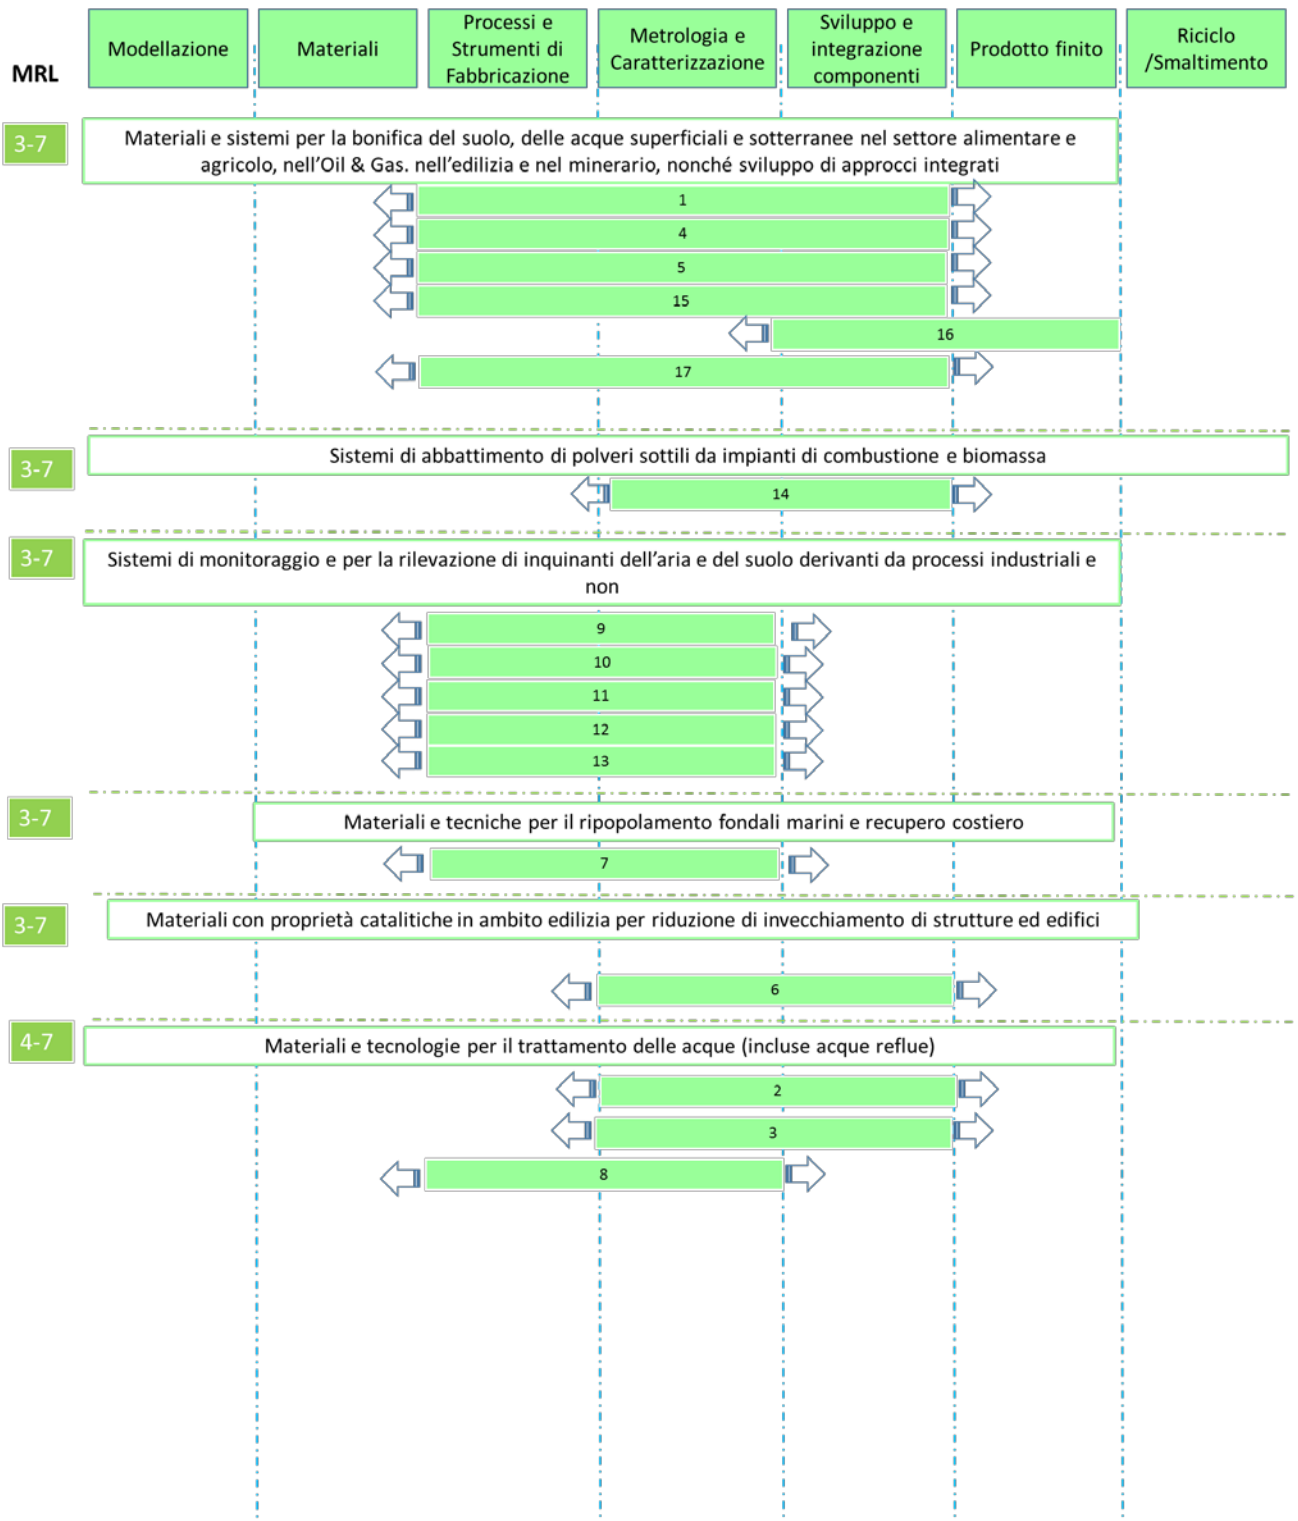 MRL
Modellazione
Materiali
Processi e
Strumenti di
Fabbricazione
Metrologia e
Caratterizzazione
Sviluppo e
integrazione
componenti
Prodotto finito
Riciclo
/Smaltimento
3-7
Materiali e sistemi per la bonifica del suolo, delle acque superficiali e sotterranee nel settore alimentare e
agricolo, nell'Oil & Gas. nell'edilizia e nel minerario, nonché sviluppo di approcci integrati
1
4
5
15
16
17
3-7
Sistemi di abbattimento di polveri sottili da impianti di combustione e biomassa
14
3-7
Sistemi di monitoraggio e per la rilevazione di inquinanti dell'aria e del suolo derivanti da processi industriali e
non
9
10
11
12
13
3-7
Materiali e tecniche per il ripopolamento fondali marini e recupero costiero
7
3-7
Materiali con proprietà catalitiche in ambito edilizia per riduzione di invecchiamento di strutture ed edifici
6
4-7
Materiali e tecnologie per il trattamento delle acque (incluse acque reflue)
2
3
8